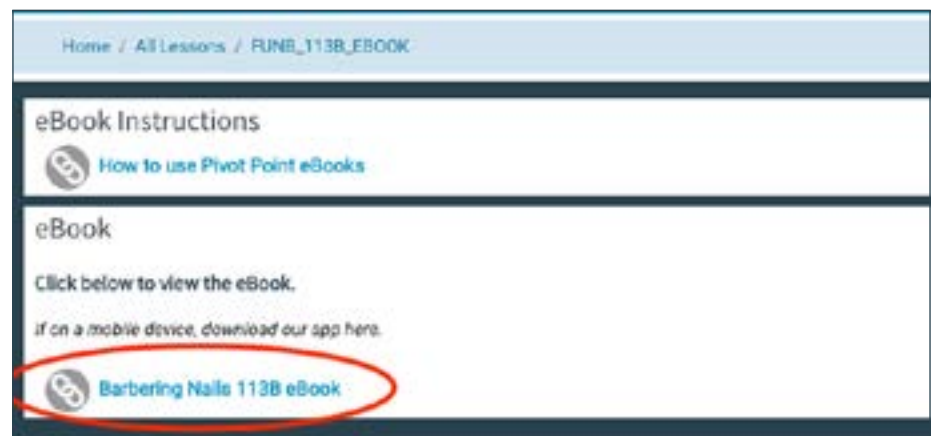 Home / All Lessons / FUNB_113B_EBOOK
eBook Instructions
How to use Pivot Point eBooks
eBook
Click below to view the eBook.
If on a mobile device, download our app here.
Barbering Nails 113B eBook